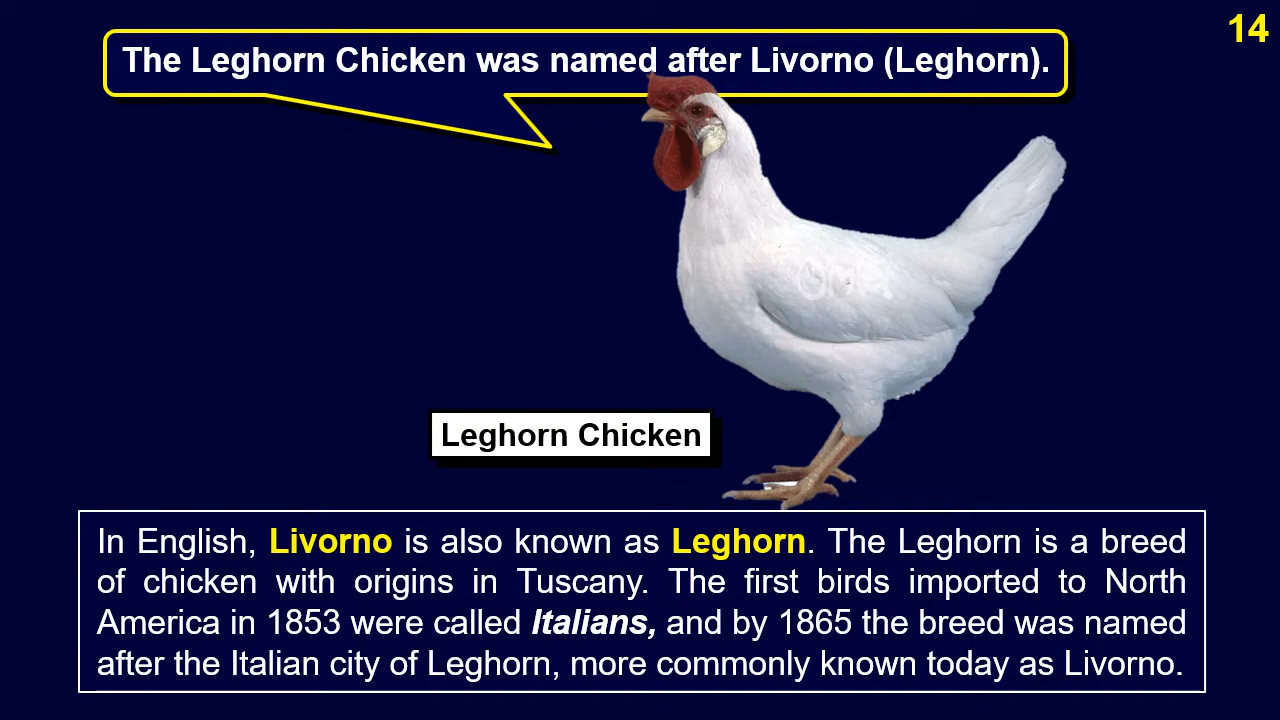 14
The Leghorn Chicken was named after Livorno (Leghorn).
Leghorn Chicken
In English, Livorno is also known as Leghorn. The Leghorn is a breed
of chicken with origins in Tuscany. The first birds imported to North
America in 1853 were called Italians, and by 1865 the breed was named
after the Italian city of Leghorn, more commonly known today as Livorno.